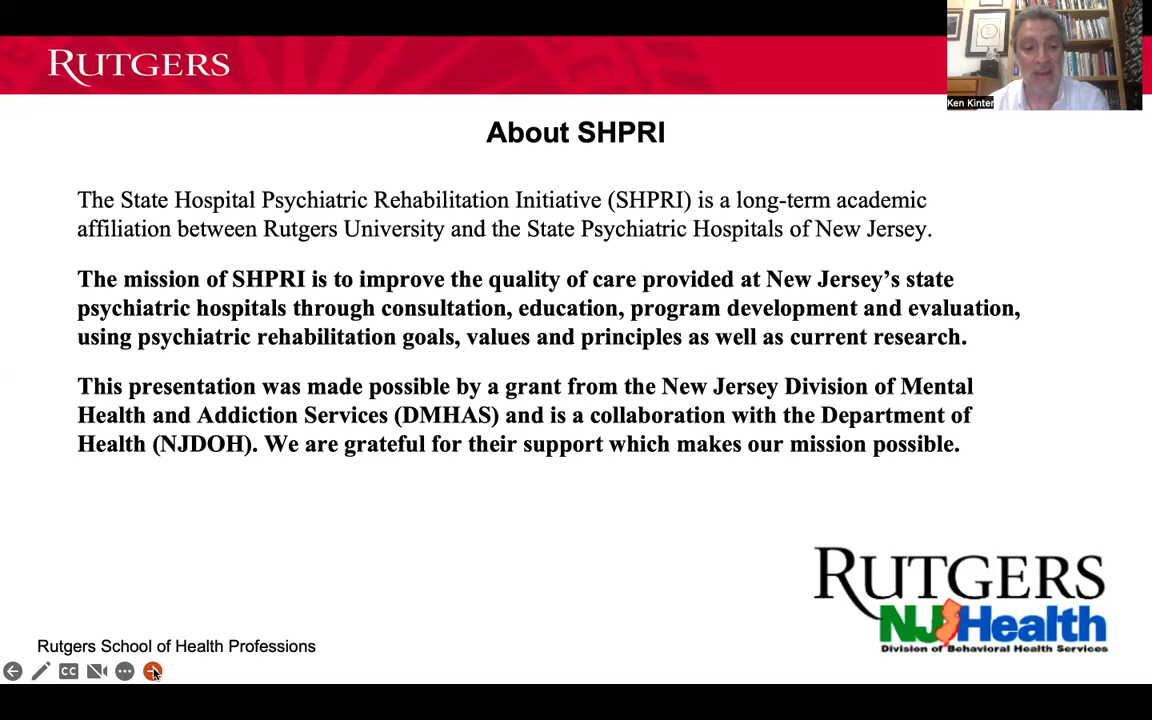 RUTGERS
Ken Kinter
About SHPRI
The State Hospital Psychiatric Rehabilitation Initiative (SHPRI) is a long-term academic
affiliation between Rutgers University and the State Psychiatric Hospitals of New Jersey.
The mission of SHPRI is to improve the quality of care provided at New Jersey’s state
psychiatric hospitals through consultation, education, program development and evaluation,
using psychiatric rehabilitation goals, values and principles as well as current research.
This presentation was made possible by a grant from the New Jersey Division of Mental
Health and Addiction Services (DMHAS) and is a collaboration with the Department of
Health (NJDOH). We are grateful for their support which makes our mission possible.
RUTGERS
NJHealth
Division of Behavioral Health Services
Rutgers School of Health Professions
CC